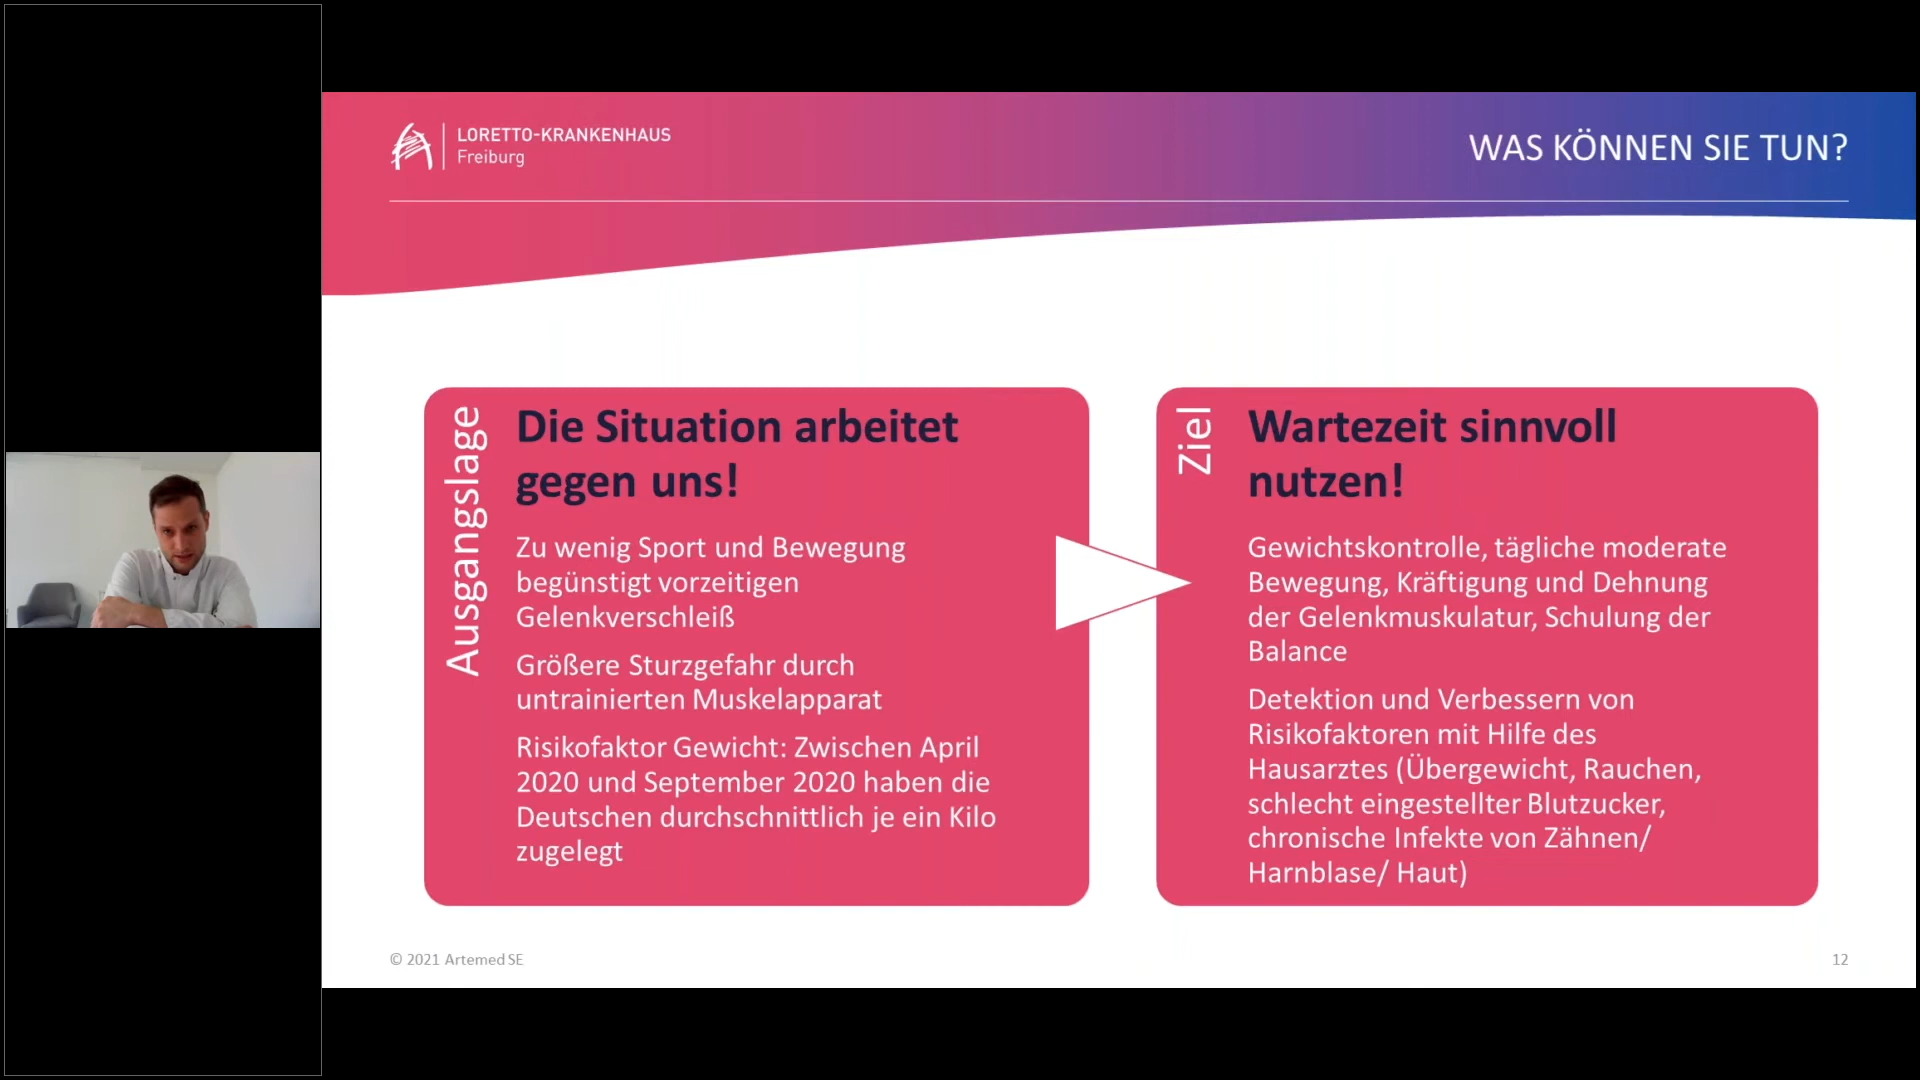 LORETTO-KRANKENHAUS
Freiburg
WAS KÖNNEN SIE TUN?
Ausgangslage
Die Situation arbeitet
gegen uns!
Zu wenig Sport und Bewegung
begünstigt vorzeitigen
Gelenkverschleiß
Größere Sturzgefahr durch
untrainierten Muskelapparat
Risikofaktor Gewicht: Zwischen April
2020 und September 2020 haben die
Deutschen durchschnittlich je ein Kilo
zugelegt
Ziel
Wartezeit sinnvoll
nutzen!
Gewichtskontrolle, tägliche moderate
Bewegung, Kräftigung und Dehnung
der Gelenkmuskulatur, Schulung der
Balance
Detektion und Verbessern von
Risikofaktoren mit Hilfe des
Hausarztes (Übergewicht, Rauchen,
schlecht eingestellter Blutzucker,
chronische Infekte von Zähnen/
Harnblase/ Haut)
© 2021 Artemed SE
12